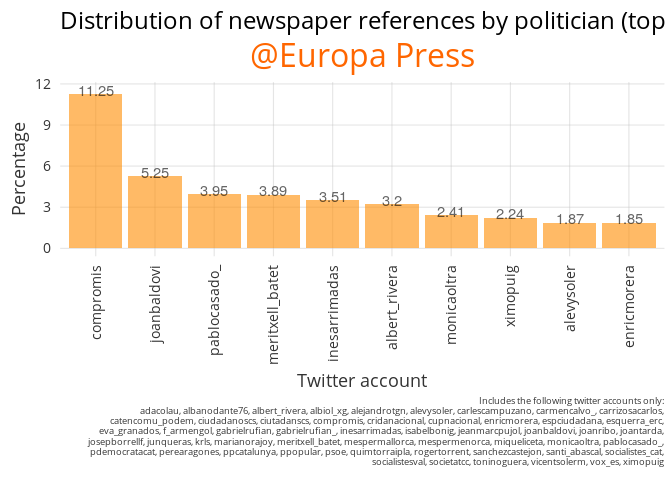 Distribution of newspaper references by politician (top
@Europa Press
Percentage
12
9
6
3
0
11.25
5.25
3.95
3.89
3.51
3.2
2.41
2.24
1.87
1.85
compromis
joanbaldovi
pablocasado_
meritxell_batet
inesarrimadas
albert_rivera
monicaoltra
ximopuig
alevysoler
enricmorera
Twitter account
Includes the following twitter accounts only:
adacolau, albanodante76, albert_rivera, albiol_xg, alejandrotgn, alevysoler, carlescampuzano, carmencalvo_, carrizosacarlos,
catencomu_podem, ciudadanoscs, ciutadanscs, compromis, cridanacional, cupnacional, enricmorera, espciudadana, esquerra_erc,
eva_granados, f_armengol, gabrielrufian, gabrielrufian_, inesarrimadas, isabelbonig, jeanmarcpujol, joanbaldovi, joanribo, joantarda,
josepborrellf, junqueras, krls, marianorajoy, meritxell_batet, mespermallorca, mespermenorca, miqueliceta, monicaoltra, pablocasado_,
pdemocratacat, perearagones, ppcatalunya, ppopular, psoe, quimtorraipla, rogertorrent, sanchezcastejon, santi_abascal, socialistes_cat,
socialistesval, societatcc, toninoguera, vicentsolerm, vox_es, ximopuig